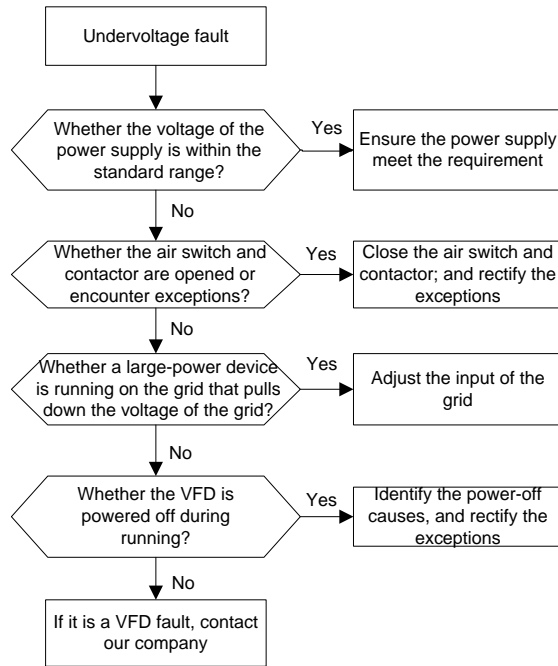 Undervoltage fault
Whether the voltage of the
power supply is within the
standard range?
Yes
Ensure the power supply
meet the requirement
No
Whether the air switch and
contactor are opened or
encounter exceptions?
Yes
Close the air switch and
contactor; and rectify the
exceptions
No
Whether a large-power device
is running on the grid that pulls
down the voltage of the grid?
Yes
Adjust the input of the
grid
No
Whether the VFD is
powered off during
running?
Yes
Identify the power-off
causes, and rectify the
exceptions
No
If it is a VFD fault, contact
our company